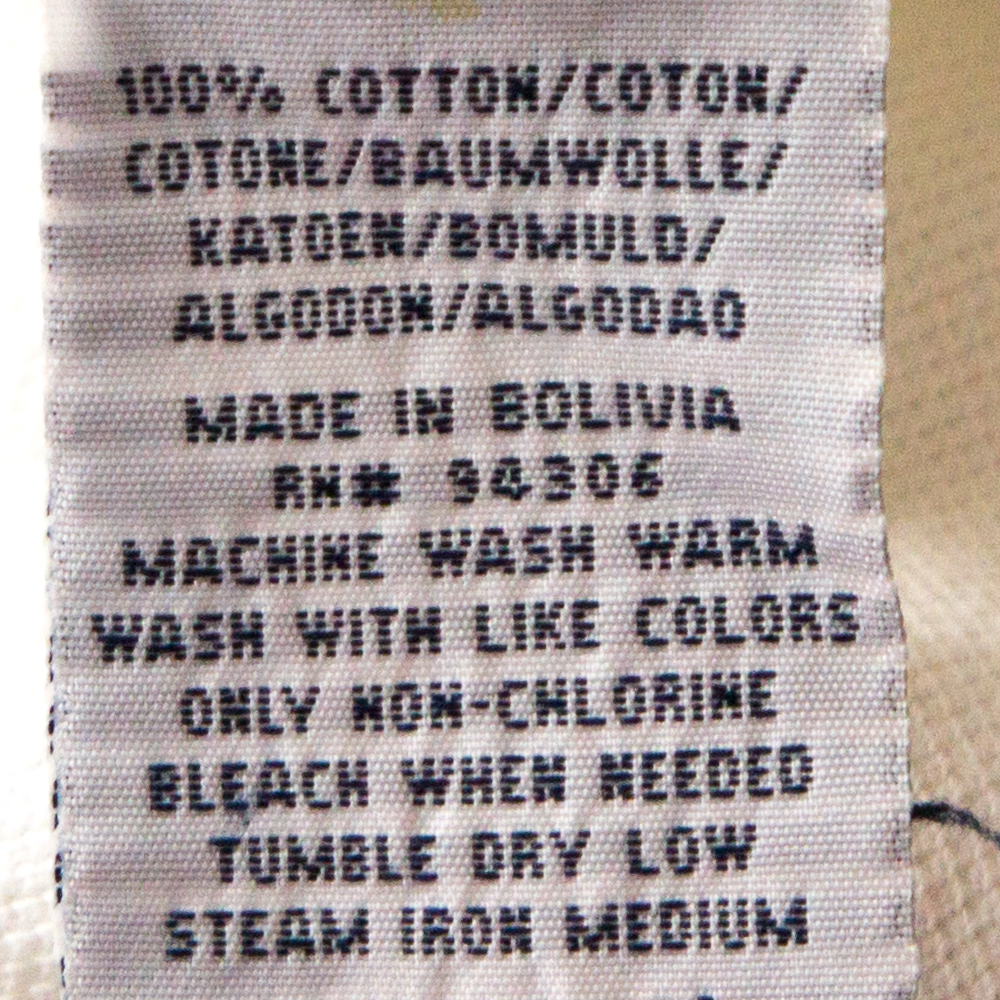 100% COTTON/COTON/
COTONE/BAUMWOLLE/
KATOEN/BOMULD/
ALGODON/ALGODAO
MADE IN BOLIVIA
RN# 94306
MACHINE WASH WARM
WASH WITH LIKE COLORS
ONLY NON-CHLORINE
BLEACH WHEN NEEDED
TUMBLE DRY LOW
STEAM IRON MEDIUM